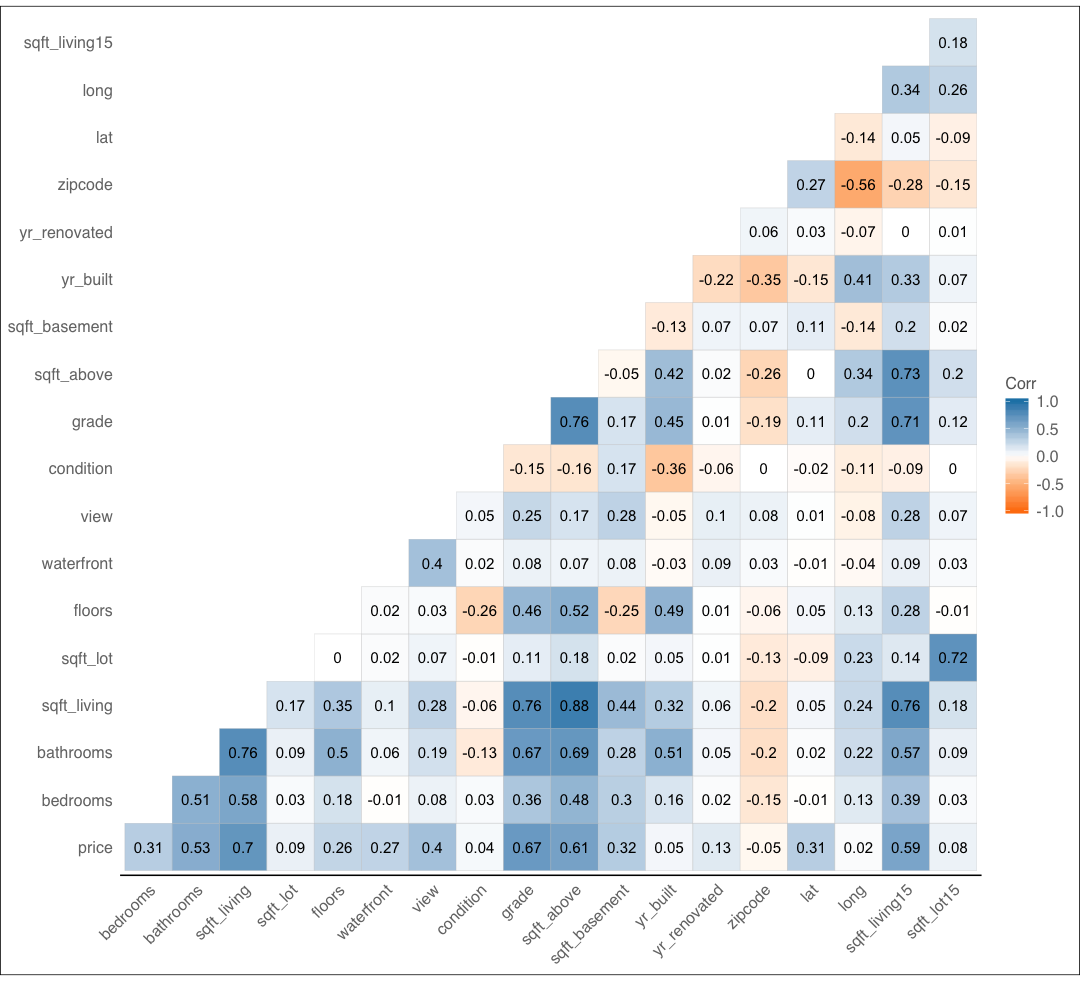 sqft_living15 0.18
long 0.34 0.26
lat -0.14 0.05 -0.09
zipcode 0.27 -0.56 -0.28 -0.15
yr_renovated 0.06 0.03 -0.07 0 0.01
yr_built -0.22 -0.35 -0.15 0.41 0.33 0.07
sqft_basement -0.13 0.07 0.07 0.11 -0.14 0.2 0.02
sqft_above -0.05 0.42 0.02 -0.26 0 0.34 0.73 0.2
grade 0.76 0.17 0.45 0.01 -0.19 0.11 0.2 0.71 0.12
condition -0.15 -0.16 0.17 -0.36 -0.06 0 -0.02 -0.11 -0.09 0
view 0.05 0.25 0.17 0.28 -0.05 0.1 0.08 0.01 -0.08 0.28 0.07
waterfront 0.4 0.02 0.08 0.07 0.08 -0.03 0.09 0.03 -0.01 -0.04 0.09 0.03
floors 0.02 0.03 -0.26 0.46 0.52 -0.25 0.49 0.01 -0.06 0.05 0.13 0.28 -0.01
sqft_lot 0 0.02 0.07 -0.01 0.11 0.18 0.02 0.05 0.01 -0.13 -0.09 0.23 0.14 0.72
sqft_living 0.17 0.35 0.1 0.28 -0.06 0.76 0.88 0.44 0.32 0.06 -0.2 0.05 0.24 0.76 0.18
bathrooms 0.76 0.09 0.5 0.06 0.19 -0.13 0.67 0.69 0.28 0.51 0.05 -0.2 0.02 0.22 0.57 0.09
bedrooms 0.51 0.58 0.03 0.18 -0.01 0.08 0.03 0.36 0.48 0.3 0.16 0.02 -0.15 -0.01 0.13 0.39 0.03
price 0.31 0.53 0.7 0.09 0.26 0.27 0.4 0.04 0.67 0.61 0.32 0.05 0.13 -0.05 0.31 0.02 0.59 0.08
bedrooms bathrooms sqft_living sqft_lot floors waterfront view condition grade sqft_above sqft_basement yr_built yr_renovated zipcode lat long sqft_living15 sqft_lot15
Corr
1.0
0.5
0.0
-0.5
-1.0